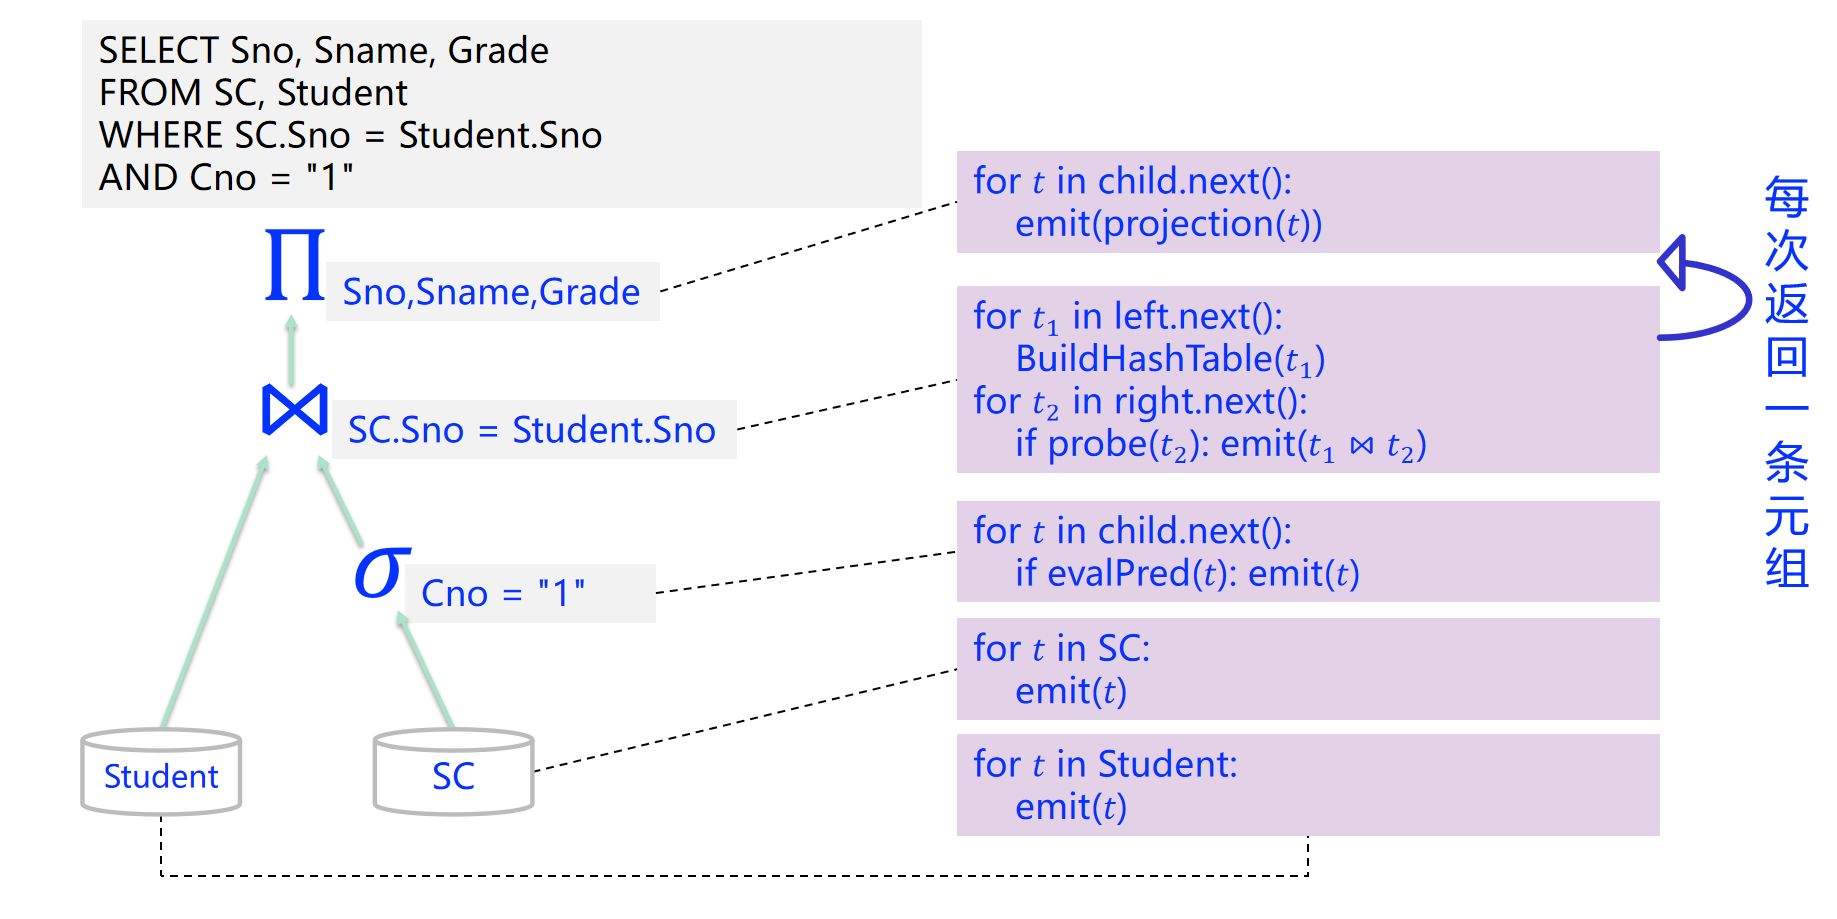 SELECT Sno, Sname, Grade
FROM SC, Student
WHERE SC.Sno = Student.Sno
AND Cno = "1"
∏
Sno,Sname,Grade
⋈
SC.Sno = Student.Sno
σ
Cno = "1"
Student
SC
for t in child.next():
emit(projection(t))
for t₁ in left.next():
BuildHashTable(t₁)
for t₂ in right.next():
if probe(t₂): emit(t₁ ⋈ t₂)
for t in child.next():
if evalPred(t): emit(t)
for t in SC:
emit(t)
for t in Student:
emit(t)
每次返回一条元组